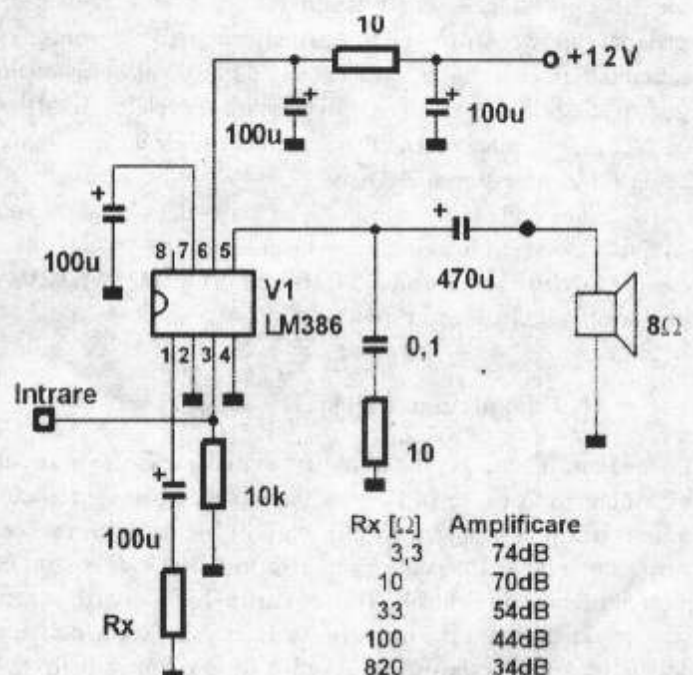 10
+12V
+
100u
+
100u
+
100u
8 7 6 5
V1
LM386
1 2 3 4
+
470u
8Ω
0,1
10
Intrare
+
100u
10k
Rx
Rx [Ω] Amplificare
3.3 74dB
10 70dB
33 54dB
100 44dB
820 34dB